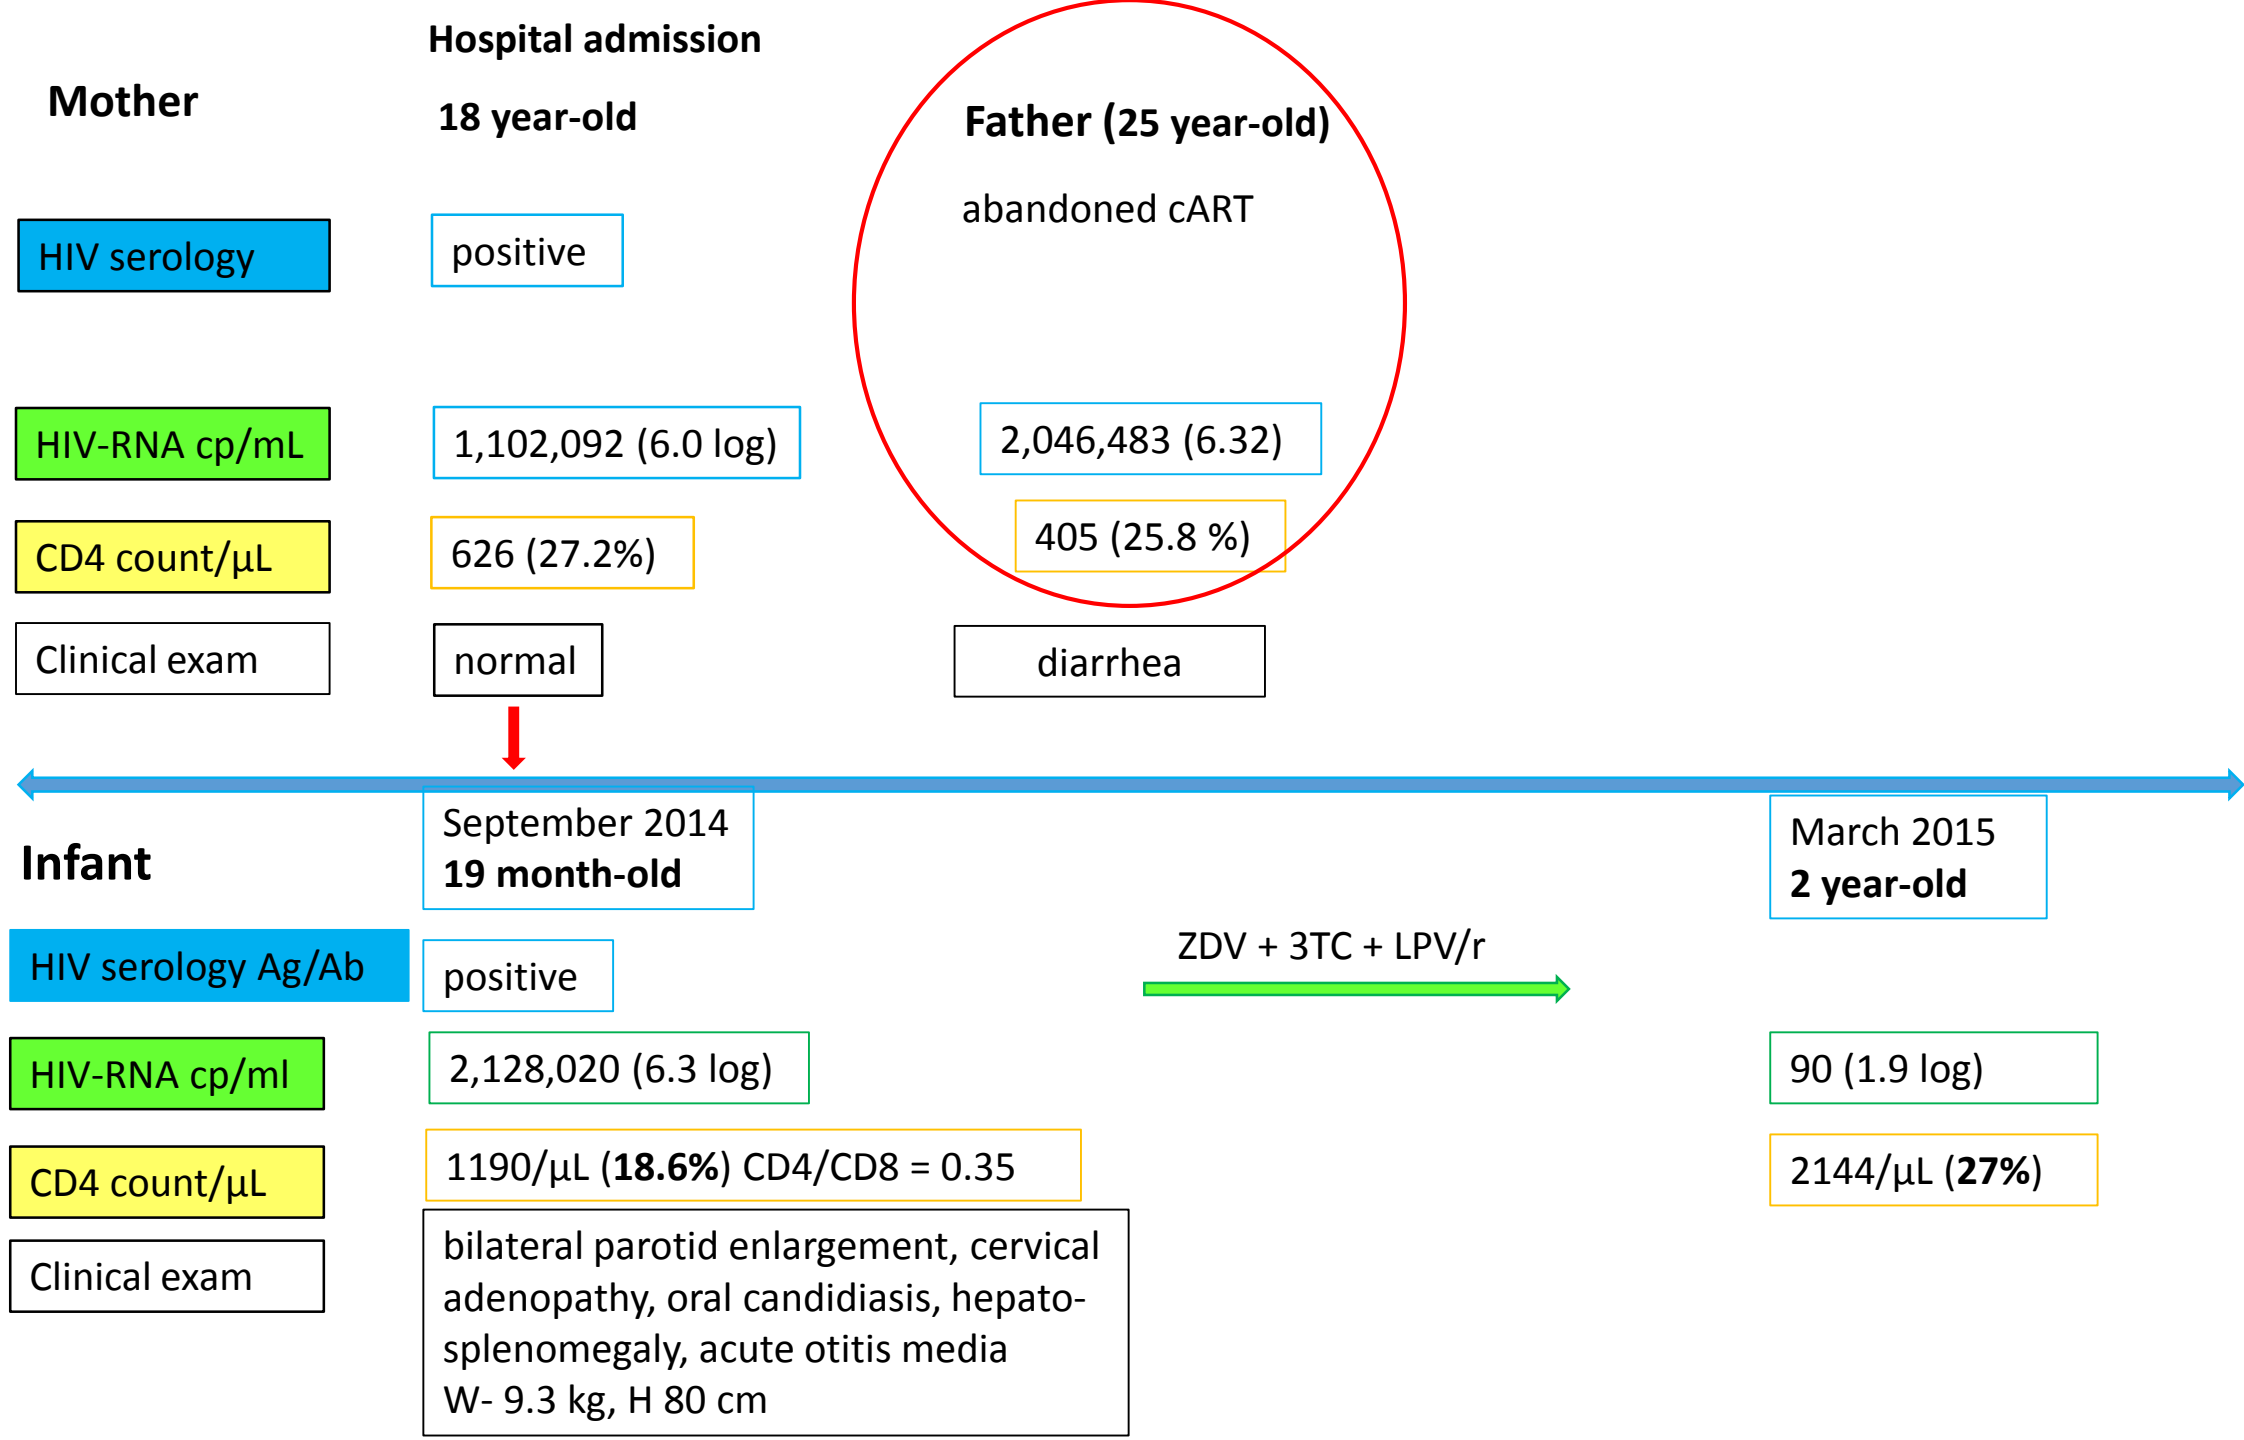 Hospital admission
Mother
18 year-old
Father (25 year-old)
abandoned cART
HIV serology
positive
HIV-RNA cp/mL
1,102,092 (6.0 log)
2,046,483 (6.32)
CD4 count/µL
626 (27.2%)
405 (25.8 %)
Clinical exam
normal
diarrhea
Infant
September 2014
19 month-old
March 2015
2 year-old
HIV serology Ag/Ab
positive
ZDV + 3TC + LPV/r
HIV-RNA cp/ml
2,128,020 (6.3 log)
90 (1.9 log)
CD4 count/µL
1190/µL (18.6%) CD4/CD8 = 0.35
2144/µL (27%)
Clinical exam
bilateral parotid enlargement, cervical
adenopathy, oral candidiasis, hepato-
splenomegaly, acute otitis media
W- 9.3 kg, H 80 cm